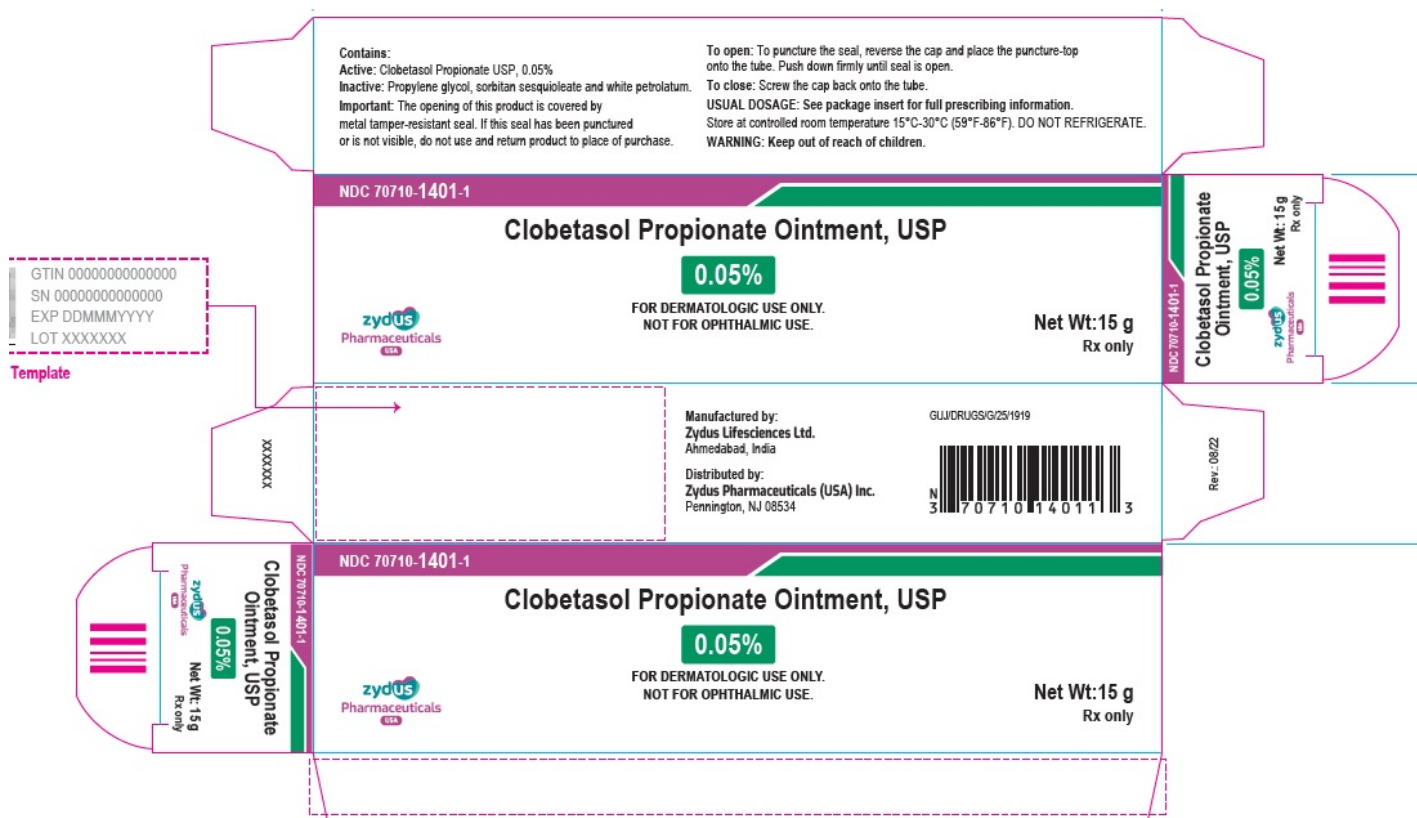 Contains:
Active: Clobetasol Propionate USP, 0.05%
Inactive: Propylene glycol, sorbitan sesquioleate and white petrolatum.
Important: The opening of this product is covered by
metal tamper-resistant seal. If this seal has been punctured
or is not visible, do not use and return product to place of purchase.
To open: To puncture the seal, reverse the cap and place the puncture-top
onto the tube. Push down firmly until seal is open.
To close: Screw the cap back onto the tube.
USUAL DOSAGE: See package insert for full prescribing information.
Store at controlled room temperature 15°C-30°C (59°F-86°F). DO NOT REFRIGERATE.
WARNING: Keep out of reach of children.
NDC 70710-1401-1
Clobetasol Propionate Ointment, USP
0.05%
FOR DERMATOLOGIC USE ONLY.
NOT FOR OPHTHALMIC USE.
zydus
Pharmaceuticals
USA
Net Wt:15 g
Rx only
NDC 70710-1401-1
Clobetasol Propionate
Ointment, USP
0.05%
Net Wt: 15 g
Rx only
zydus
Pharmaceuticals
USA
GTIN 00000000000000
SN 00000000000000
EXP DDMMMYYYY
LOT XXXXXXX
Template
XXXXXXX
Manufactured by:
Zydus Lifesciences Ltd.
Ahmedabad, India
Distributed by:
Zydus Pharmaceuticals (USA) Inc.
Pennington, NJ 08534
GUJ/DRUGS/G/25/1919
N
3 70710 14011 3
Rev.: 08/22
NDC 70710-1401-1
Clobetasol Propionate
Ointment, USP
0.05%
zydus
Pharmaceuticals
USA
Net Wt: 15 g
Rx only
NDC 70710-1401-1
Clobetasol Propionate Ointment, USP
0.05%
FOR DERMATOLOGIC USE ONLY.
NOT FOR OPHTHALMIC USE.
zydus
Pharmaceuticals
USA
Net Wt:15 g
Rx only